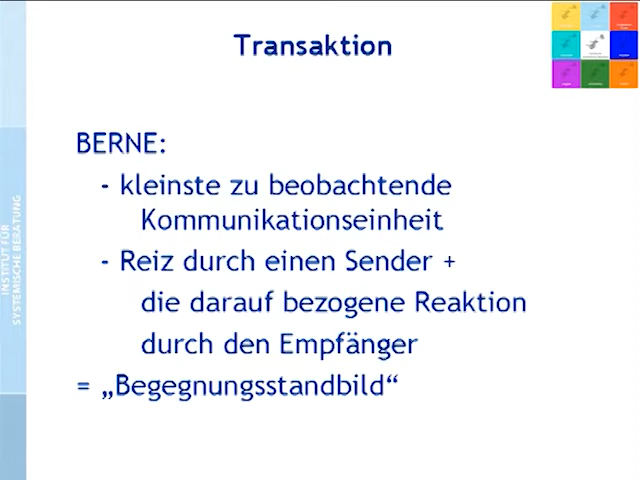 Transaktion
BERNE:
- kleinste zu beobachtende
Kommunikationseinheit
- Reiz durch einen Sender +
die darauf bezogene Reaktion
durch den Empfänger
= „Begegnungsstandbild“
INSTITUT FÜR
SYSTEMISCHE BERATUNG